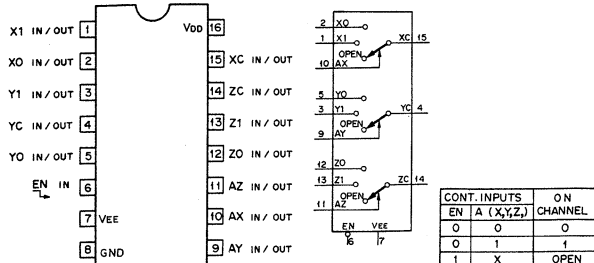 X1 IN/OUT 1
X0 IN/OUT 2
Y1 IN/OUT 3
YC IN/OUT 4
Y0 IN/OUT 5
EN IN 6
7 VEE
8 GND
VDD 16
15 XC IN/OUT
14 ZC IN/OUT
13 Z1 IN/OUT
12 Z0 IN/OUT
11 AZ IN/OUT
10 AX IN/OUT
9 AY IN/OUT
2 X0
1 X1 XC 15
OPEN
10 AX
5 Y0
3 Y1 YC 4
OPEN
9 AY
12 Z0
13 Z1 ZC 14
OPEN
11 AZ
EN VEE
6 7
CONT. INPUTS ON
EN A (X,Y,Z,) CHANNEL
0 0 0
0 1 1
1 X OPEN